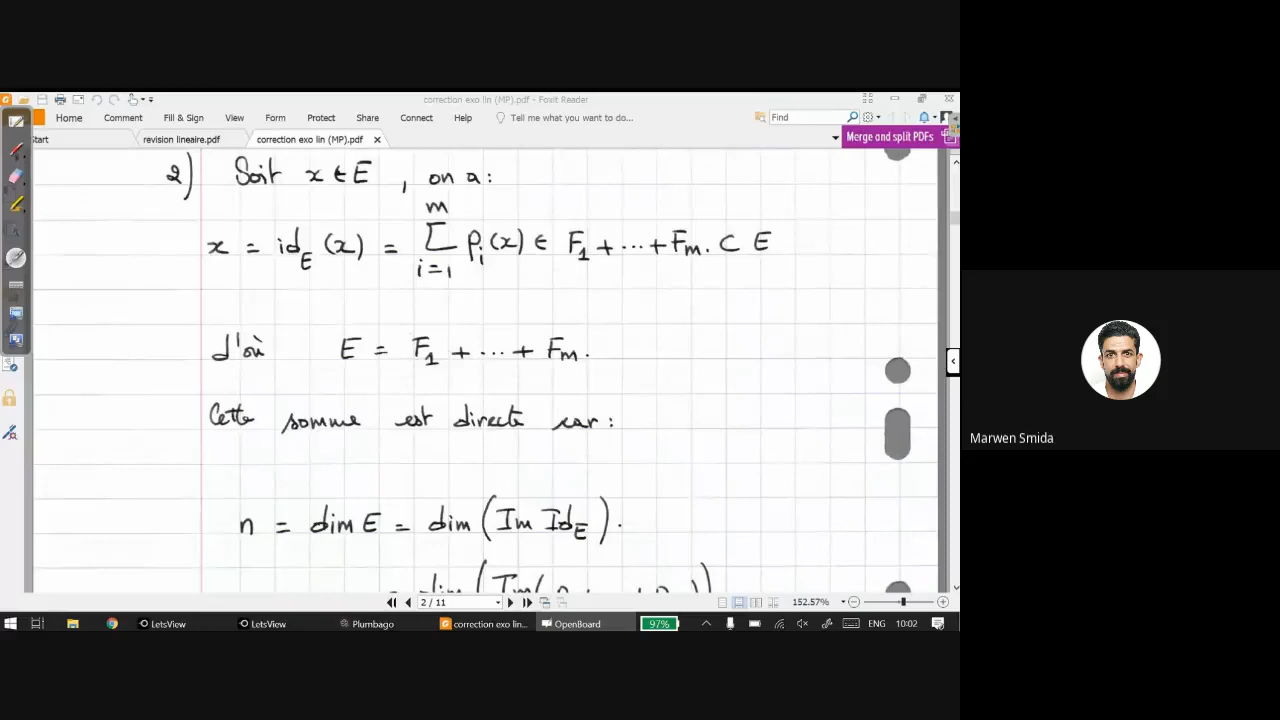 correction exo lin (MP).pdf - Foxit Reader
Home Comment Fill & Sign View Form Protect Share Connect Help Tell me what you want to do... Find
tart revision lineaire.pdf correction exo lin (MP).pdf Merge and split PDFs
2) Soit x ∈ E , on a :
m
x = id_E (x) = Σ p_i (x) ∈ F_1 + ... + F_m . ⊂ E
i=1
d'où E = F_1 + ... + F_m .
Cette somme est directe car :
n = dim E = dim (Im Id_E) .
= dim (Im(
Marwen Smida
2 / 11 152.57%
LetsView LetsView Plumbago correction exo lin... OpenBoard 97% ENG 10:02